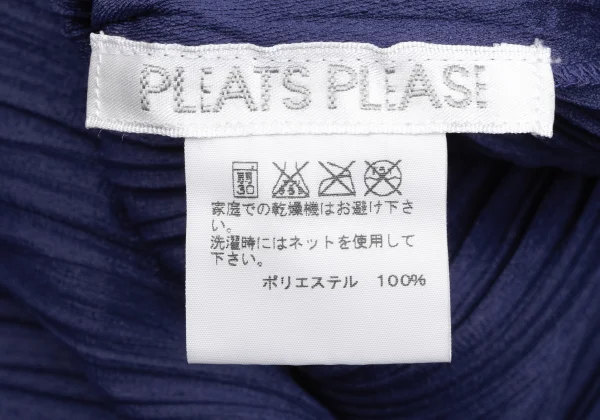 PLEATS PLEASE
家庭での乾燥機はお避け下さ
い。
洗濯時にはネットを使用して
下さい。
ポリエステル 100%